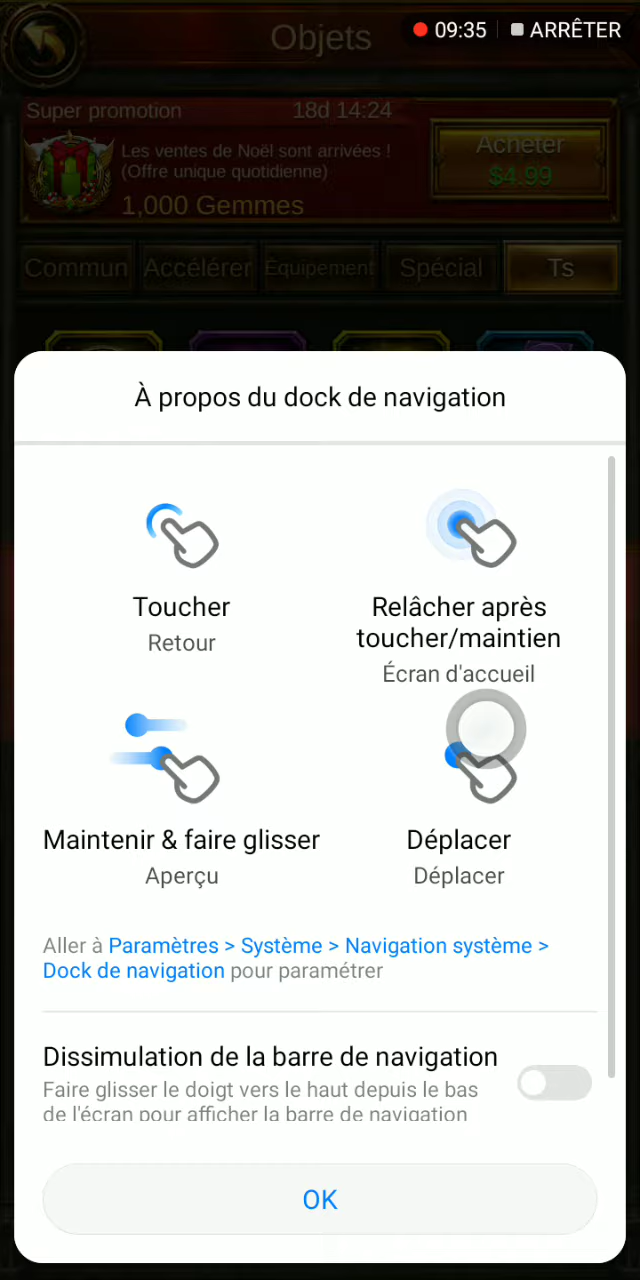 Objets
09:35
ARRÊTER
Super promotion
18d 14:24
Les ventes de Noël sont arrivées !
(Offre unique quotidienne)
1,000 Gemmes
Acheter
$4.99
Commun
Accélérer
Équipement
Spécial
Ts
À propos du dock de navigation
Toucher
Retour
Relâcher après
toucher/maintien
Écran d'accueil
Maintenir & faire glisser
Aperçu
Déplacer
Déplacer
Aller à Paramètres > Système > Navigation système >
Dock de navigation pour paramétrer
Dissimulation de la barre de navigation
Faire glisser le doigt vers le haut depuis le bas
de l'écran pour afficher la barre de navigation
OK